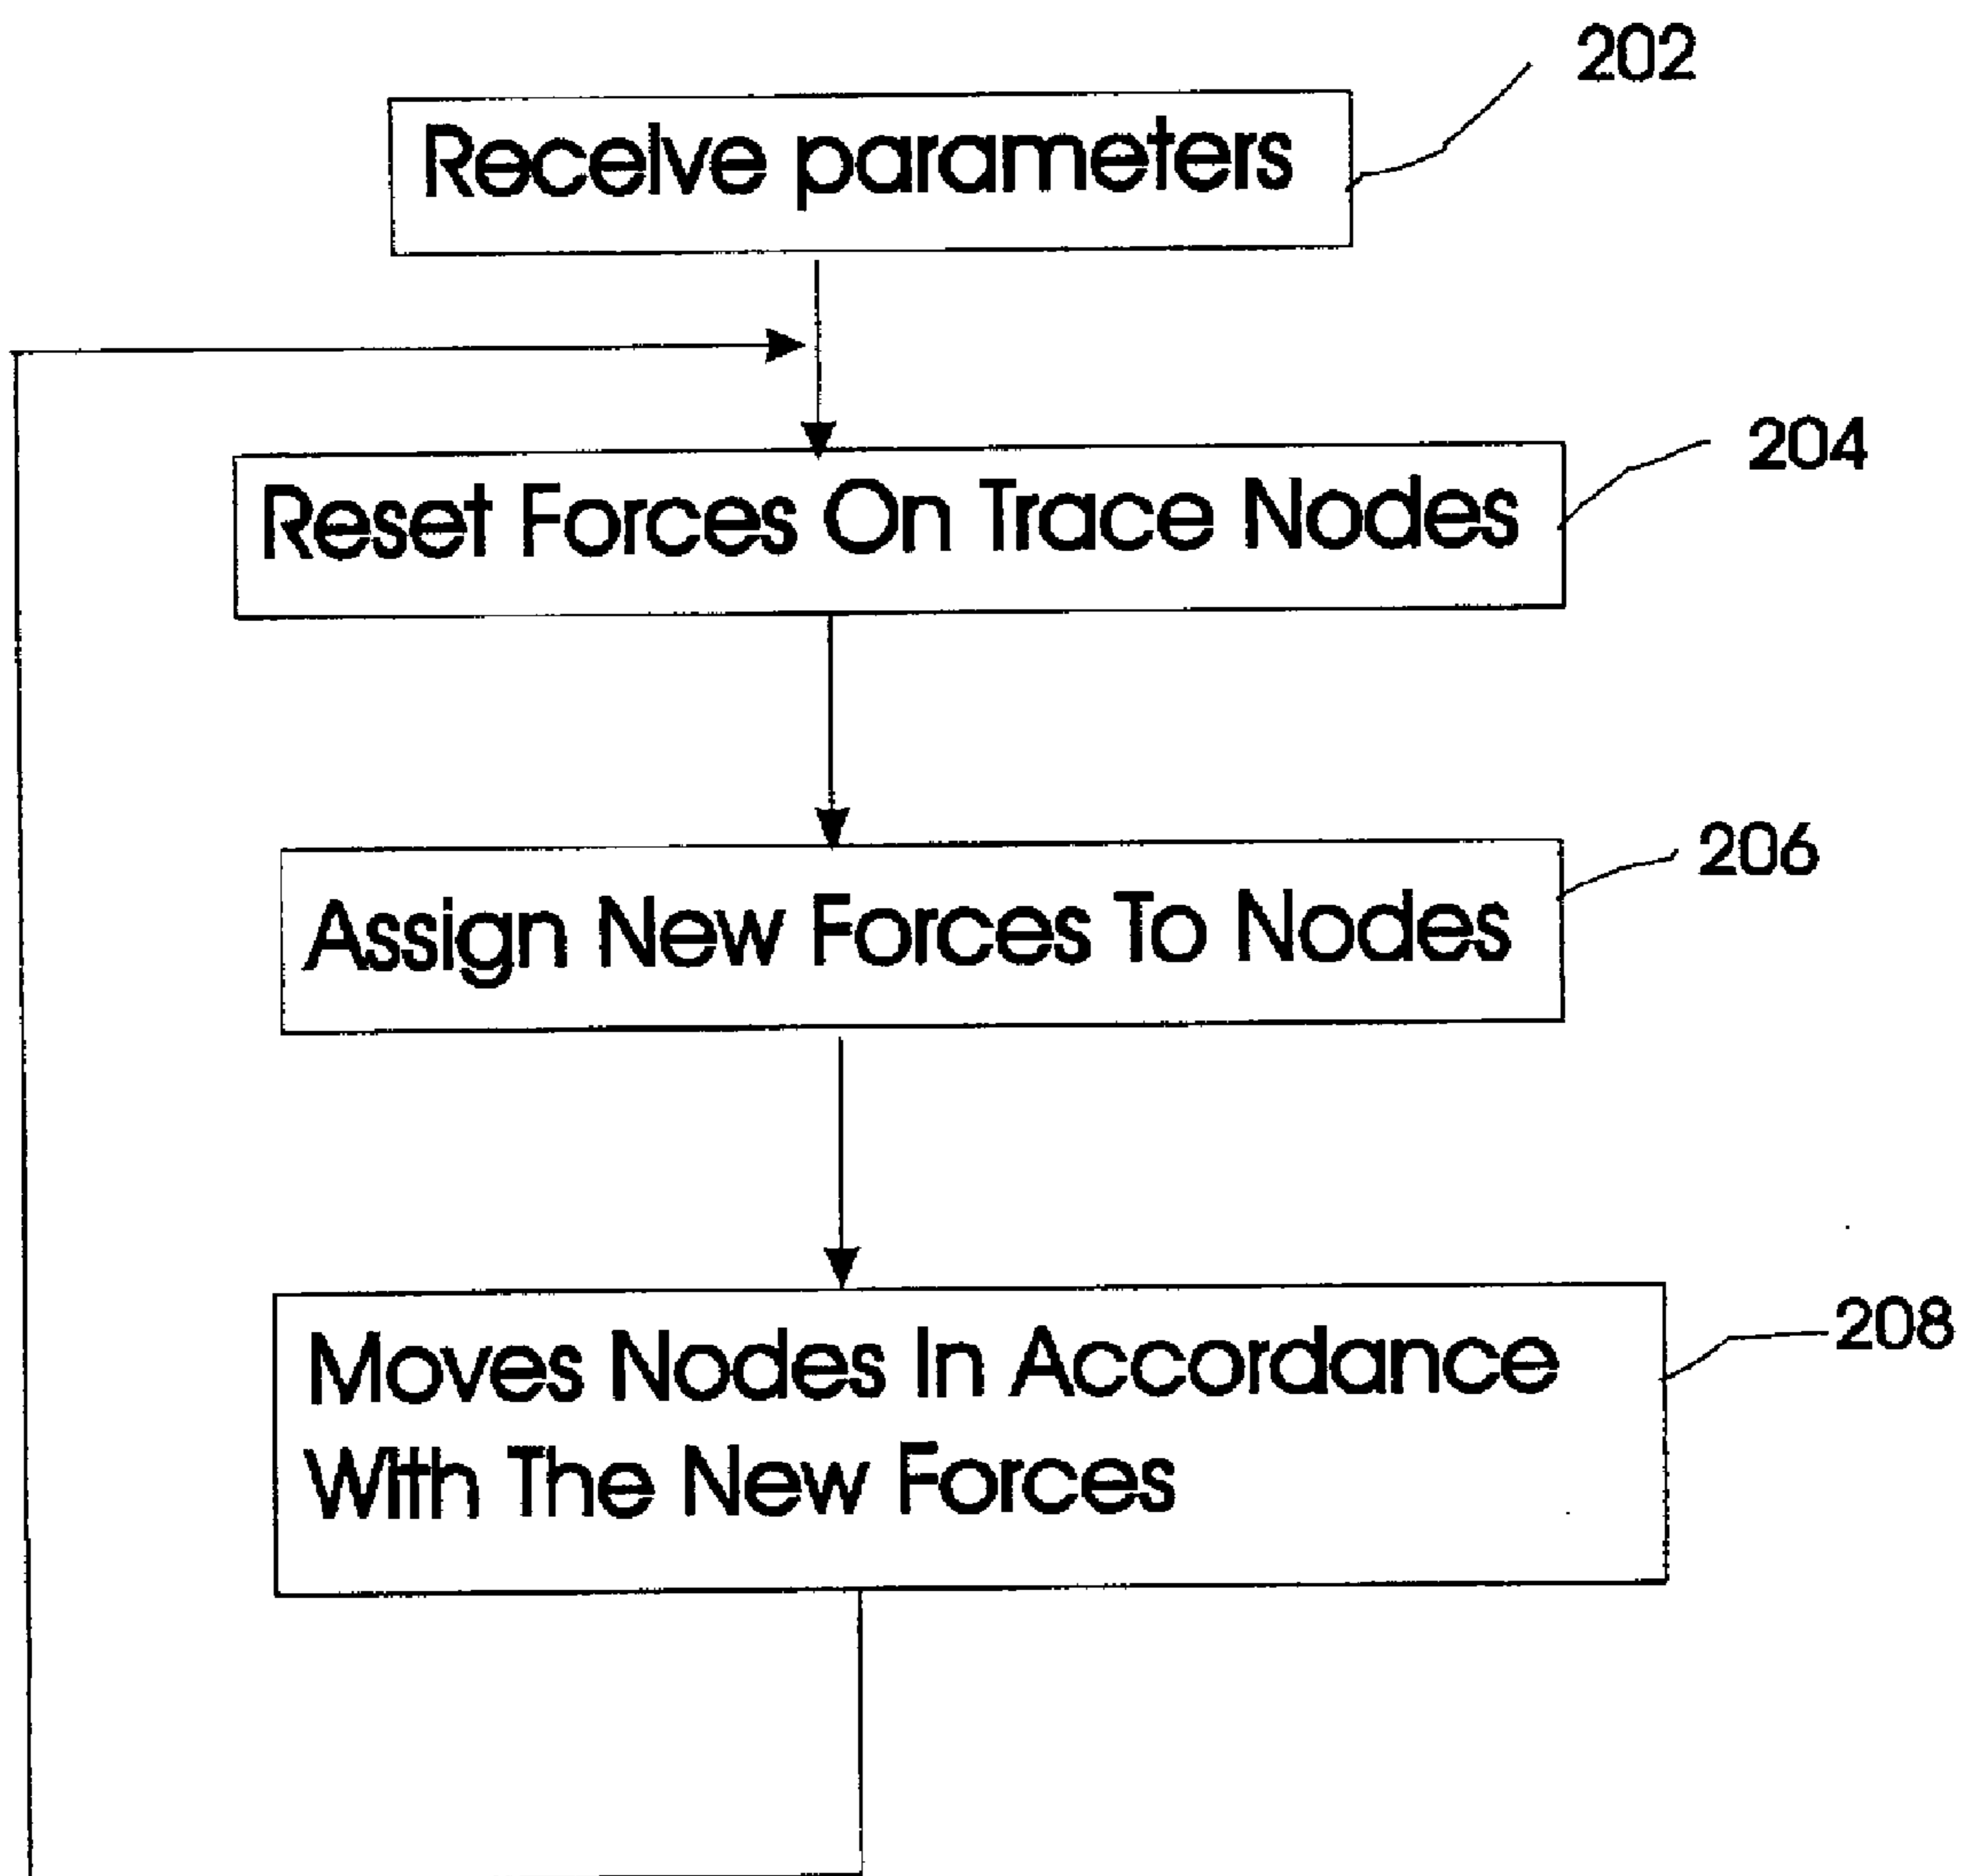 202
Receive parameters
204
Reset Forces On Trace Nodes
206
Assign New Forces To Nodes
208
Moves Nodes In Accordance
With The New Forces